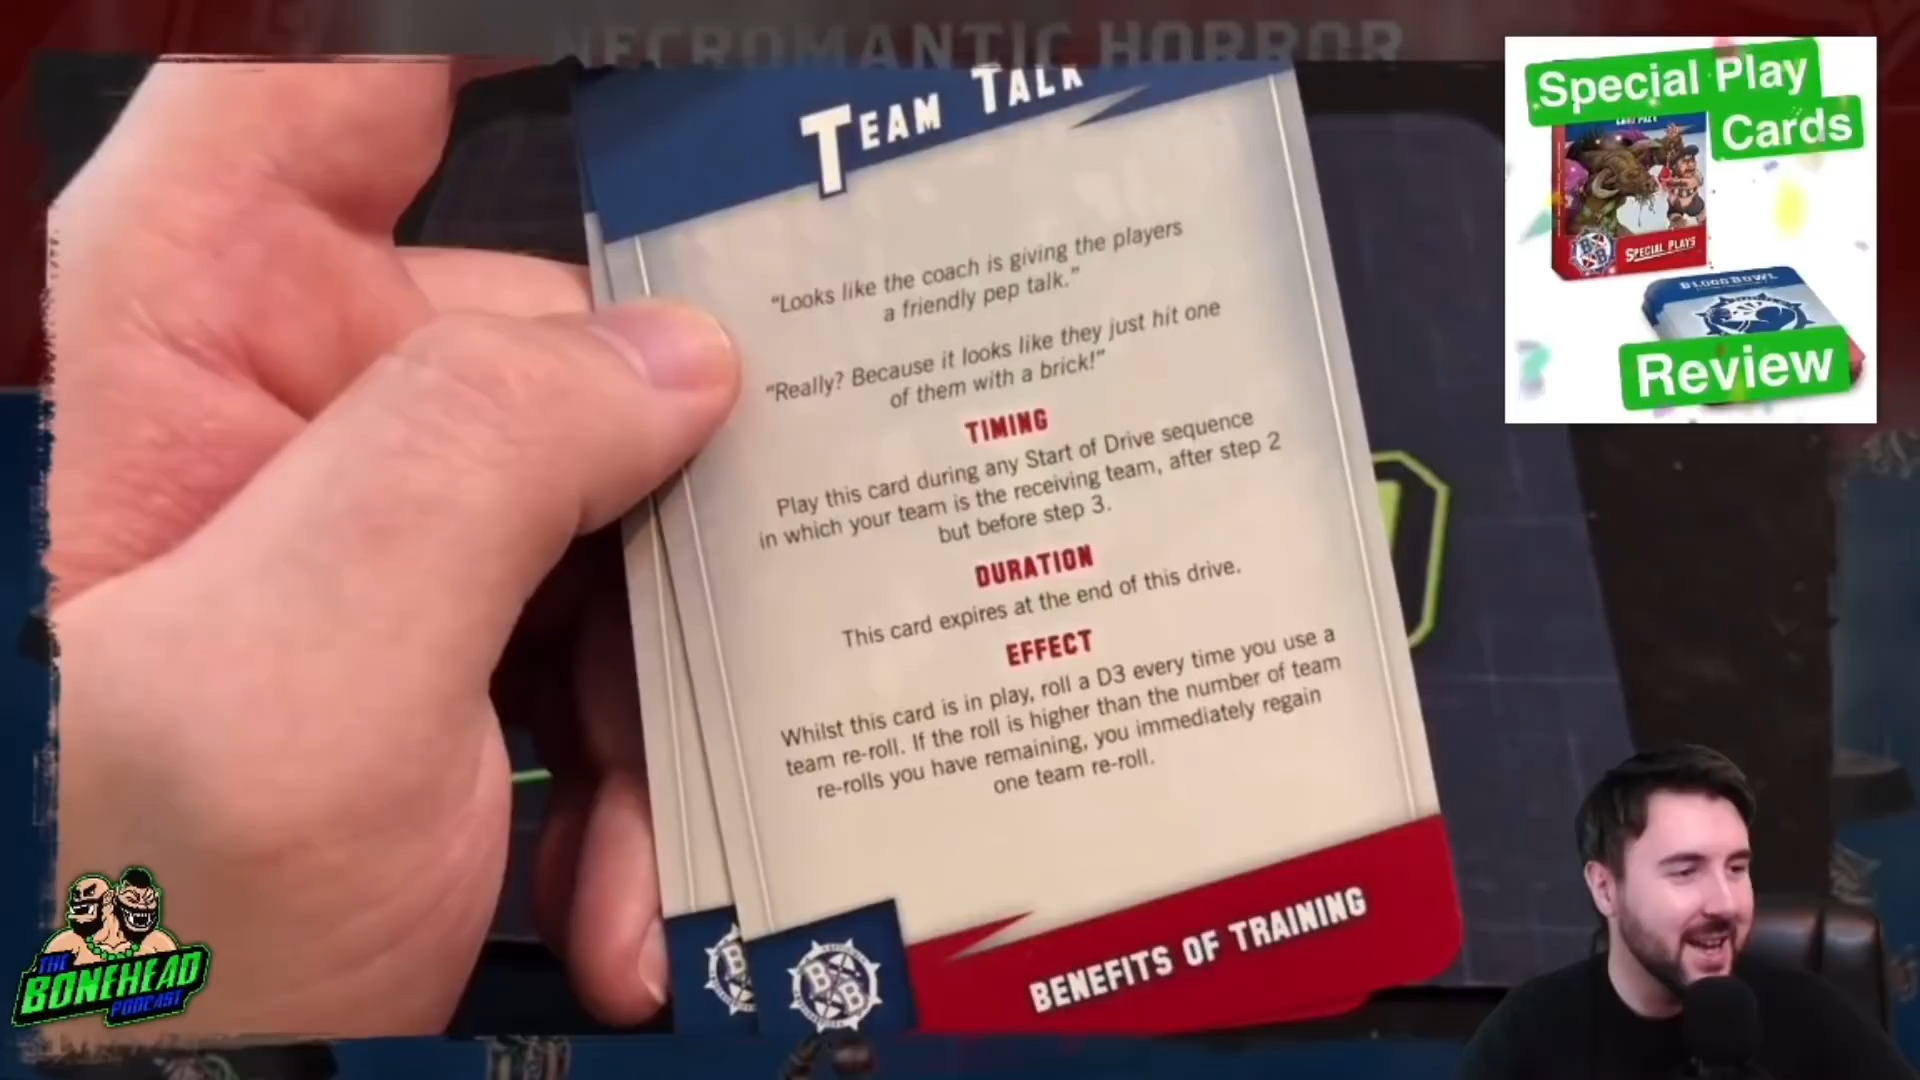 NECROMANTIC HORROR
TEAM TALK
“Looks like the coach is giving the players
a friendly pep talk.”
“Really? Because it looks like they just hit one
of them with a brick!”
TIMING
Play this card during any Start of Drive sequence
in which your team is the receiving team, after step 2
but before step 3.
DURATION
This card expires at the end of this drive.
EFFECT
Whilst this card is in play, roll a D3 every time you use a
team re-roll. If the roll is higher than the number of team
re-rolls you have remaining, you immediately regain
one team re-roll.
BENEFITS OF TRAINING
B B
B
Special Play
Cards
CARD PACK
SPECIAL PLAYS
BLOOD BOWL
Review
THE
BONEHEAD
PODCAST